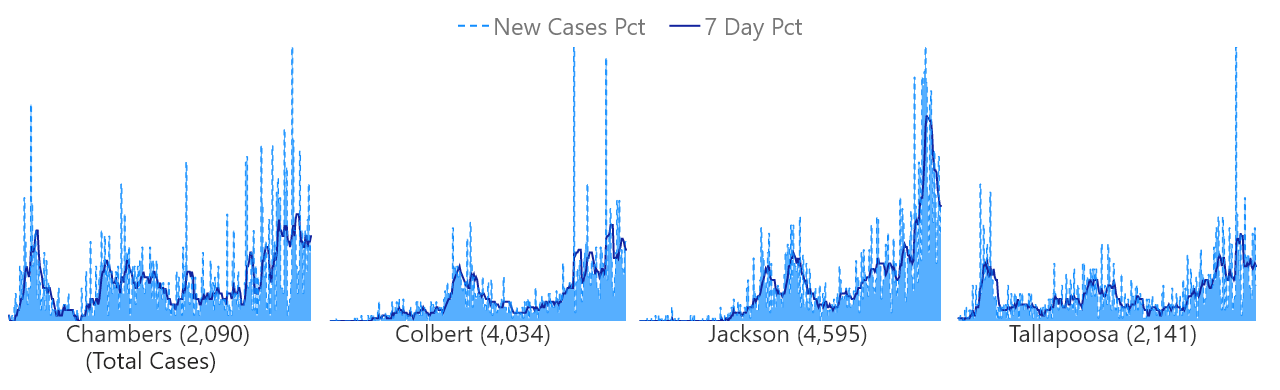 New Cases Pct 7 Day Pct
Chambers (2,090) Colbert (4,034) Jackson (4,595) Tallapoosa (2,141)
(Total Cases)